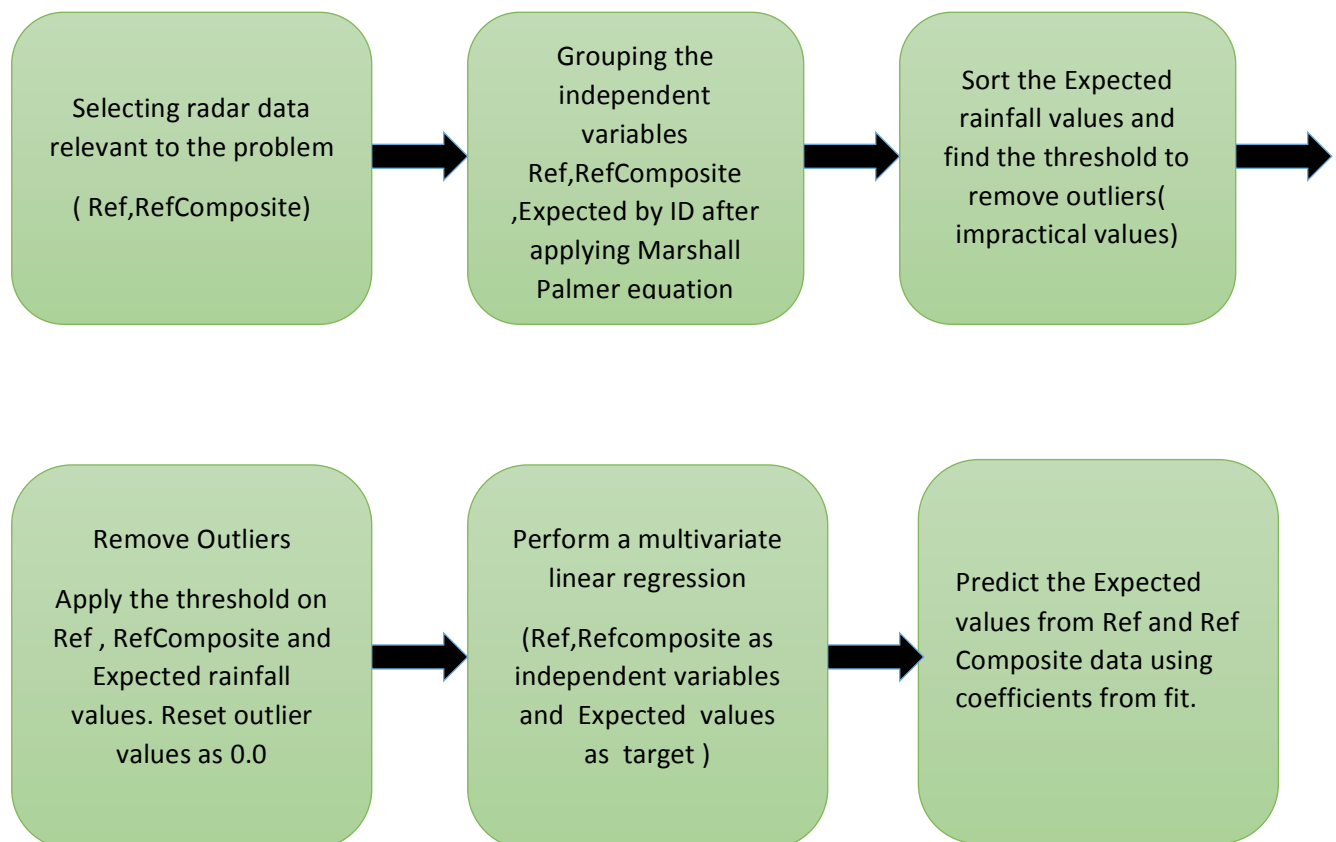 Selecting radar data
relevant to the problem
( Ref,RefComposite)
Grouping the
independent
variables
Ref,RefComposite
,Expected by ID after
applying Marshall
Palmer equation
Sort the Expected
rainfall values and
find the threshold to
remove outliers(
impractical values)
Remove Outliers
Apply the threshold on
Ref , RefComposite and
Expected rainfall
values. Reset outlier
values as 0.0
Perform a multivariate
linear regression
(Ref,Refcomposite as
independent variables
and Expected values
as target )
Predict the Expected
values from Ref and Ref
Composite data using
coefficients from fit.